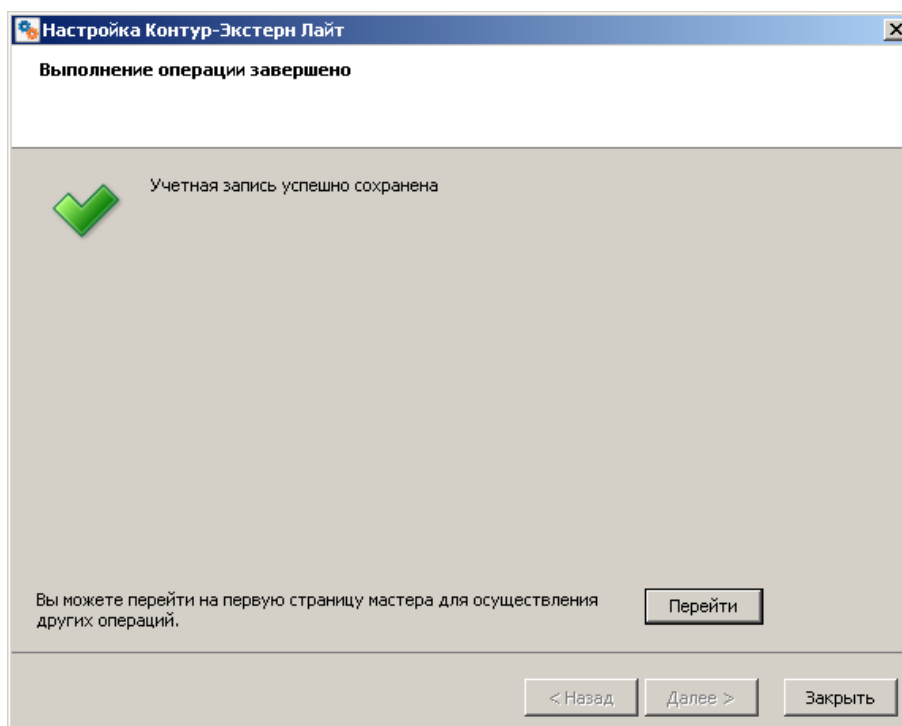 Настройка Контур-Экстерн Лайт
Выполнение операции завершено
Учетная запись успешно сохранена
Вы можете перейти на первую страницу мастера для осуществления
других операций.
Перейти
< Назад
Далее >
Закрыть